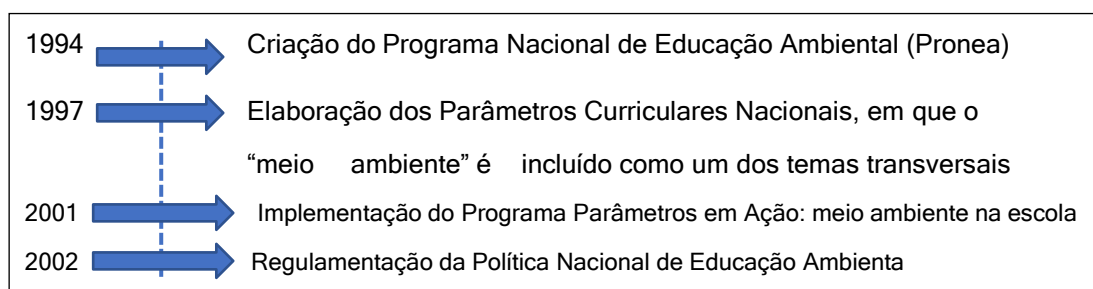 1994 Criação do Programa Nacional de Educação Ambiental (Pronea)
1997 Elaboração dos Parâmetros Curriculares Nacionais, em que o
“meio ambiente” é incluído como um dos temas transversais
2001 Implementação do Programa Parâmetros em Ação: meio ambiente na escola
2002 Regulamentação da Política Nacional de Educação Ambienta